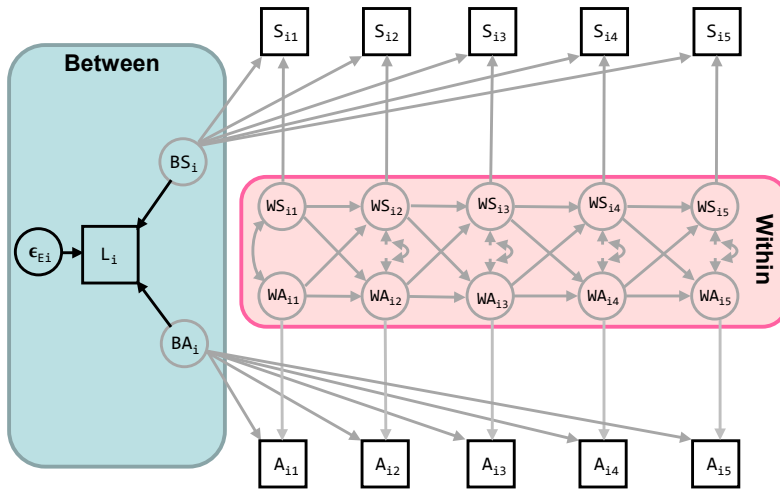 S_i1 S_i2 S_i3 S_i4 S_i5
Between
BS_i
WS_i1 WS_i2 WS_i3 WS_i4 WS_i5
ϵ_Ei L_i
Within
WA_i1 WA_i2 WA_i3 WA_i4 WA_i5
BA_i
A_i1 A_i2 A_i3 A_i4 A_i5